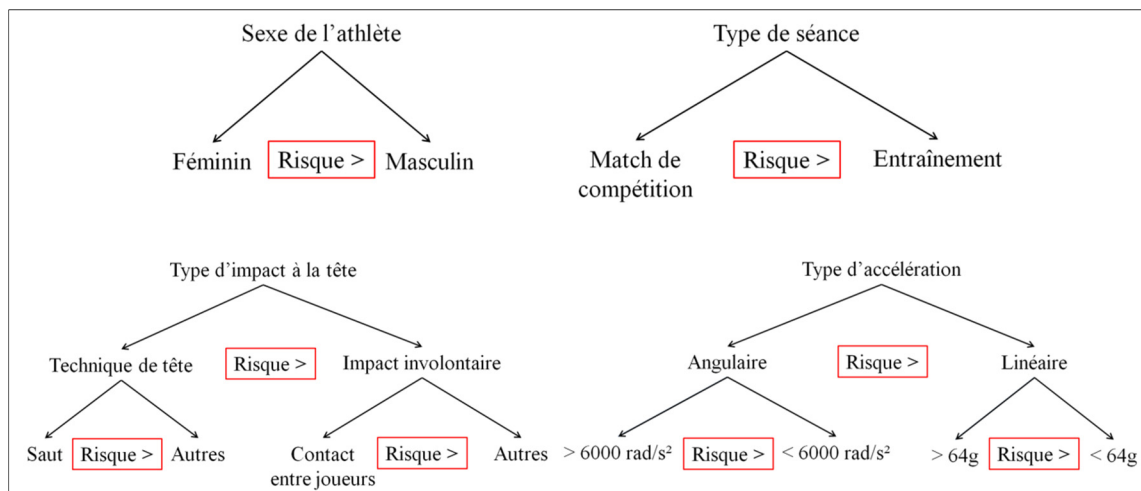 Sexe de l'athlète
Féminin Risque > Masculin
Type de séance
Match de
compétition
Risque > Entraînement
Type d'impact à la tête
Technique de tête Risque > Impact involontaire
Saut Risque > Autres
Contact
entre joueurs
Risque > Autres
Type d'accélération
Angulaire Risque > Linéaire
> 6000 rad/s² Risque > < 6000 rad/s²
> 64g Risque > < 64g